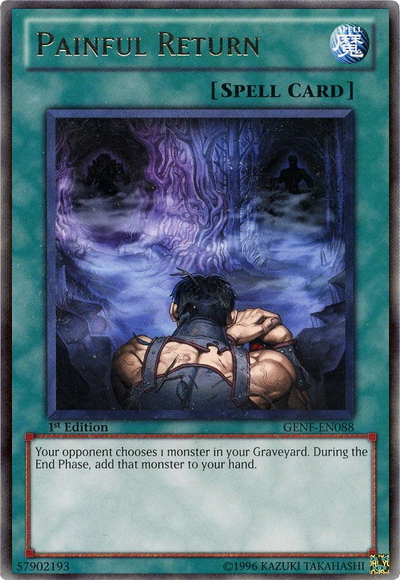 PAINFUL RETURN
魔
[SPELL CARD]
1st Edition
GENF-EN088
Your opponent chooses 1 monster in your Graveyard. During the
End Phase, add that monster to your hand.
57902193
©1996 KAZUKI TAKAHASHI